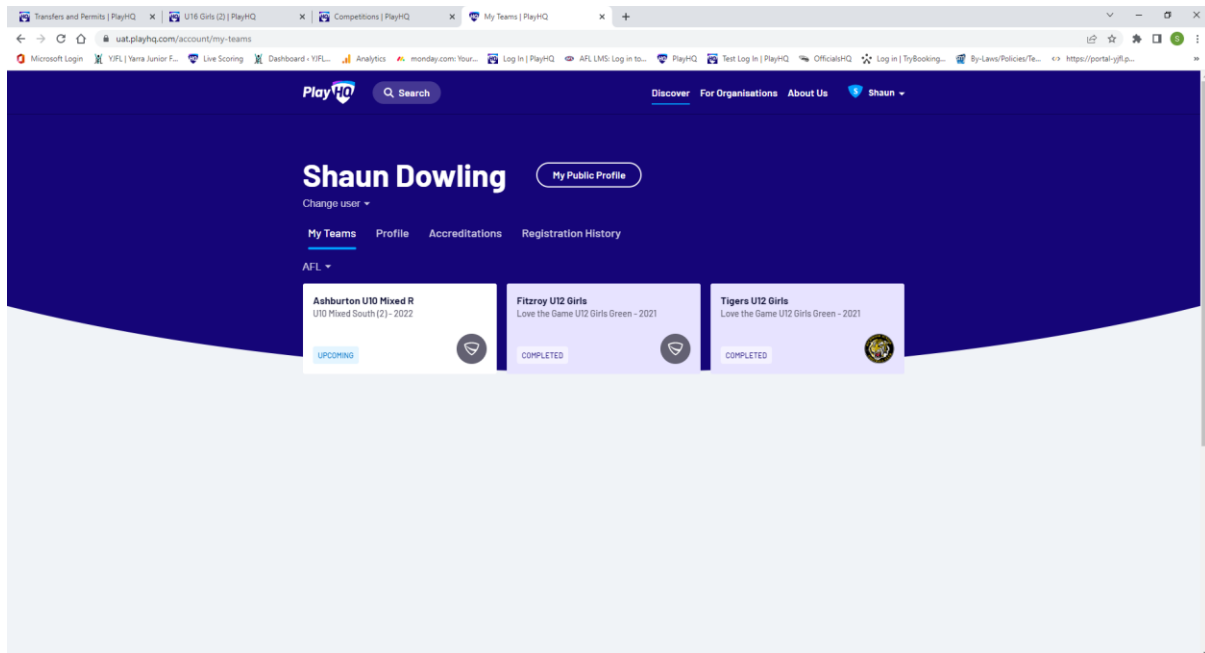 Transfers and Permits | PlayHQ
U16 Girls (2) | PlayHQ
Competitions | PlayHQ
My Teams | PlayHQ
uat.playhq.com/account/my-teams
Microsoft Login
YJFL | Yarra Junior F...
Live Scoring
Dashboard ‹ YJFL...
Analytics
monday.com: Your...
Log In | PlayHQ
AFL LMS: Log in to...
PlayHQ
Test Log In | PlayHQ
OfficialsHQ
Log in | TryBooking...
By-Laws/Policies/Te...
https://portal-yjfl.p...
PlayHQ
Search
Discover
For Organisations
About Us
S
Shaun
Shaun Dowling
My Public Profile
Change user
My Teams
Profile
Accreditations
Registration History
AFL
Ashburton U10 Mixed R
U10 Mixed South (2) - 2022
UPCOMING
Fitzroy U12 Girls
Love the Game U12 Girls Green - 2021
COMPLETED
Tigers U12 Girls
Love the Game U12 Girls Green - 2021
COMPLETED